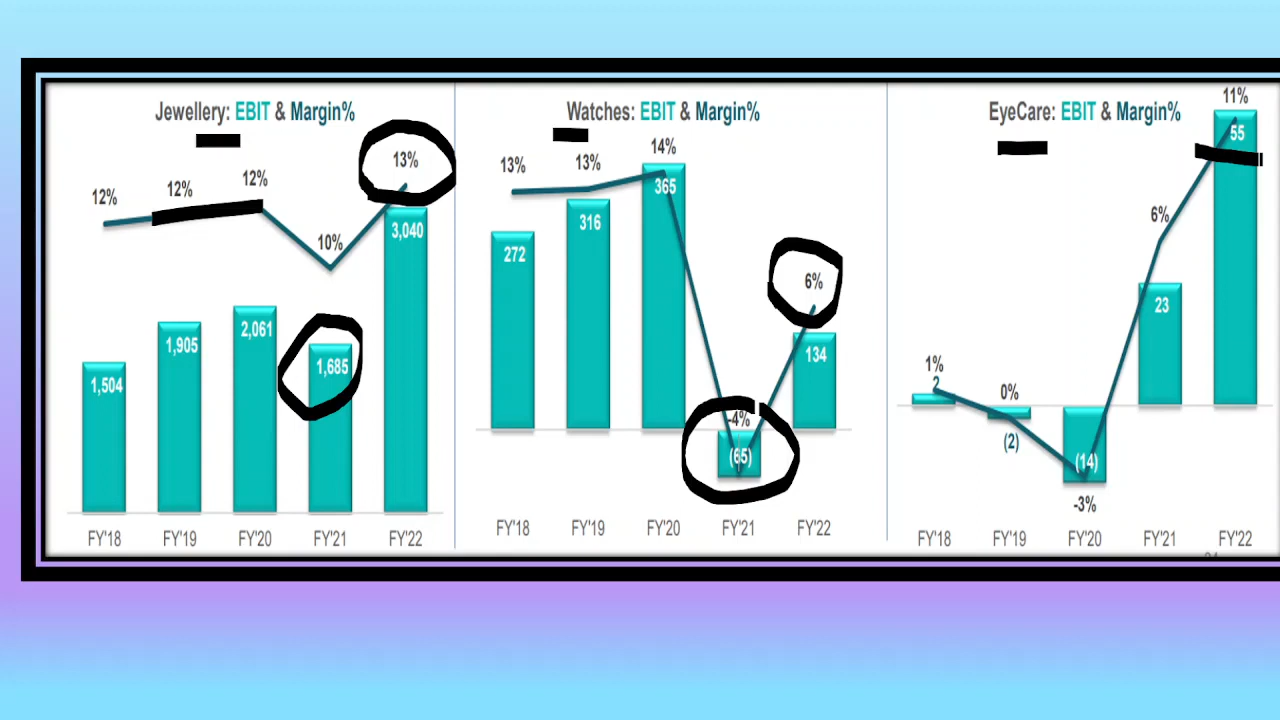 Jewellery: EBIT & Margin%
12%
12%
12%
10%
13%
1,504
1,905
2,061
1,685
3,040
FY'18
FY'19
FY'20
FY'21
FY'22
Watches: EBIT & Margin%
13%
13%
14%
-4%
6%
272
316
365
(65)
134
FY'18
FY'19
FY'20
FY'21
FY'22
EyeCare: EBIT & Margin%
1%
0%
-3%
6%
11%
2
(2)
(14)
23
55
FY'18
FY'19
FY'20
FY'21
FY'22